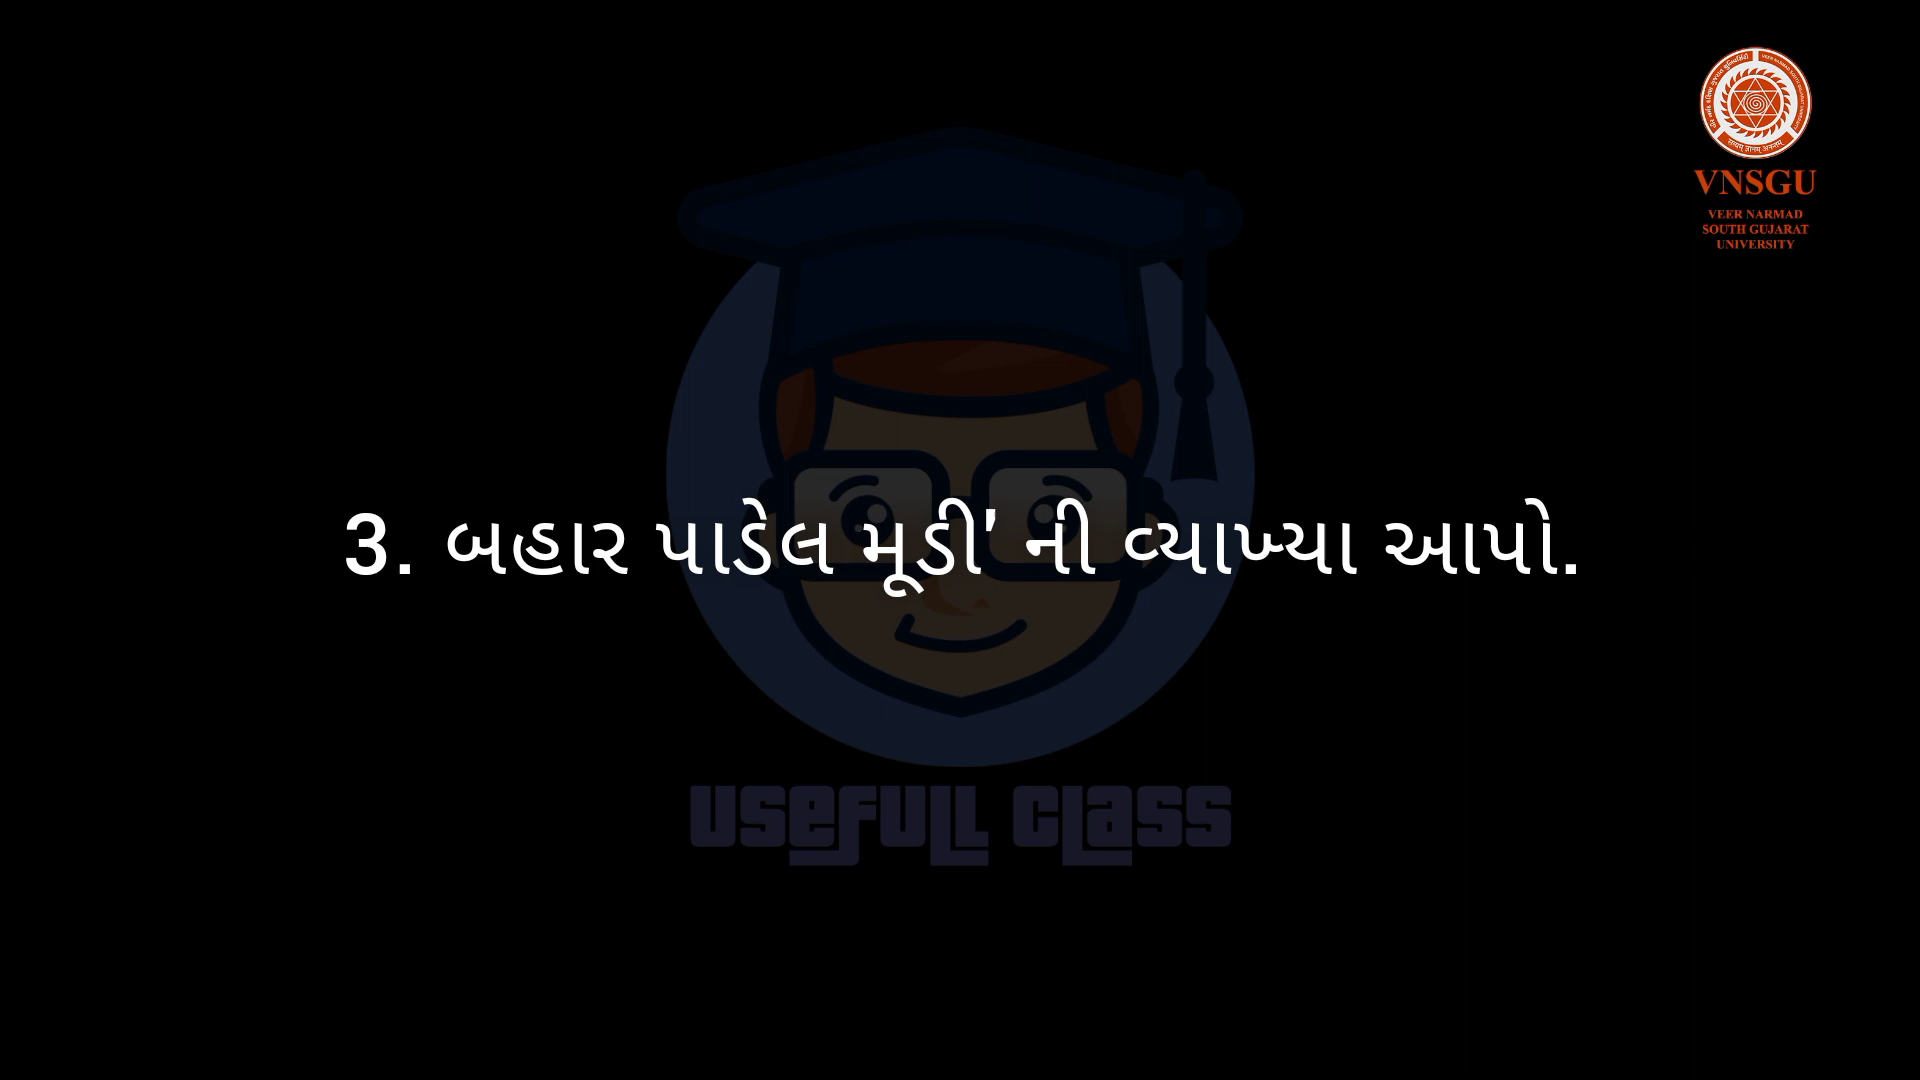 VNSGU
VEER NARMAD
SOUTH GUJARAT
UNIVERSITY
3. બહાર પાડેલ મૂડી' ની વ્યાખ્યા આપો.
USEFULL CLASS